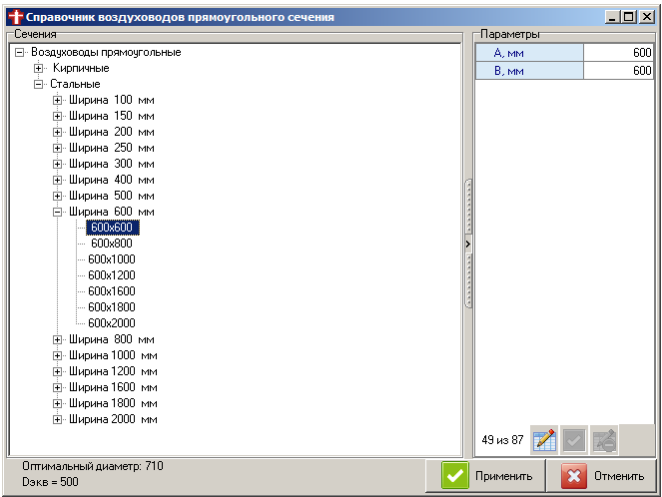 Справочник воздуховодов прямоугольного сечения
Сечения
Воздуховоды прямоугольные
Кирпичные
Стальные
Ширина 100 мм
Ширина 150 мм
Ширина 200 мм
Ширина 250 мм
Ширина 300 мм
Ширина 400 мм
Ширина 500 мм
Ширина 600 мм
600x600
600x800
600x1000
600x1200
600x1600
600x1800
600x2000
Ширина 800 мм
Ширина 1000 мм
Ширина 1200 мм
Ширина 1600 мм
Ширина 1800 мм
Ширина 2000 мм
Параметры
A, мм 600
B, мм 600
49 из 87
Оптимальный диаметр: 710
Dэкв = 500
Применить
Отменить